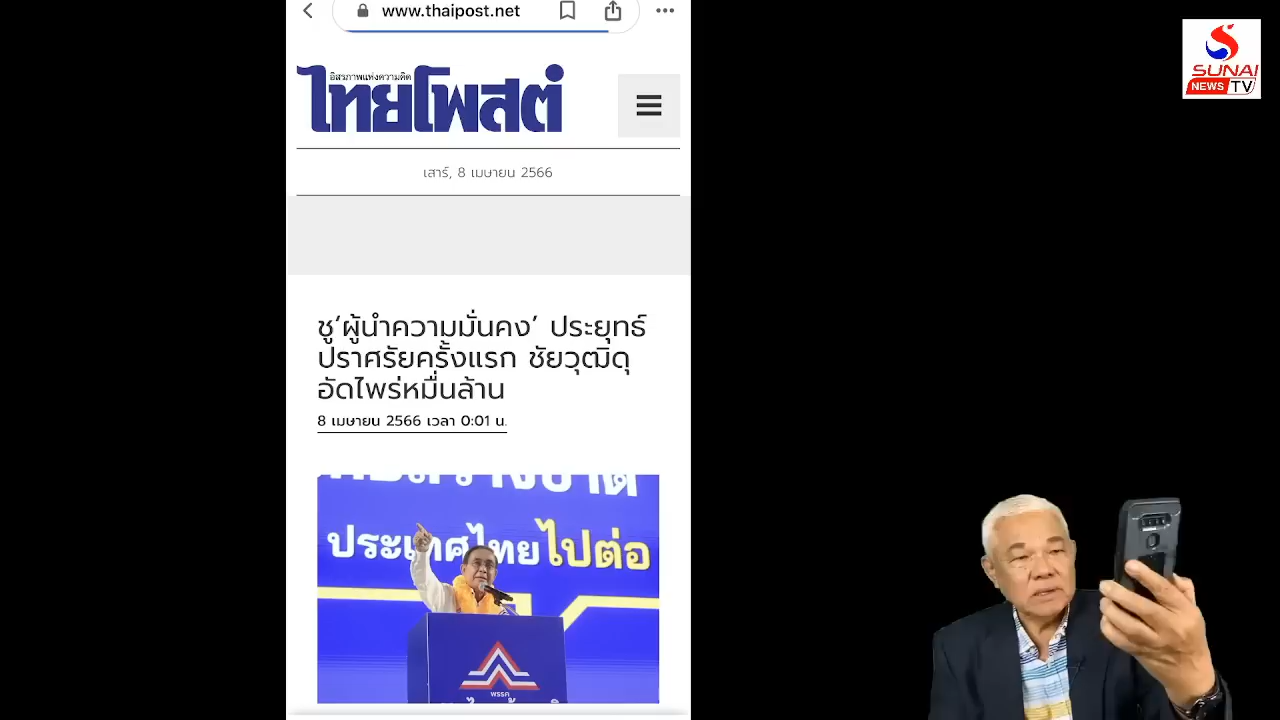 www.thaipost.net
อิสรภาพแห่งความคิด
ไทยโพสต์
SUNAI
NEWS TV
เสาร์, 8 เมษายน 2566
ชู‘ผู้นำความมั่นคง’ ประยุทธ์
ปราศรัยครั้งแรก ชัยวุฒิดุ
อัดไพร่หมื่นล้าน
8 เมษายน 2566 เวลา 0:01 น.
ประเทศไทยไปต่อ
พรรค